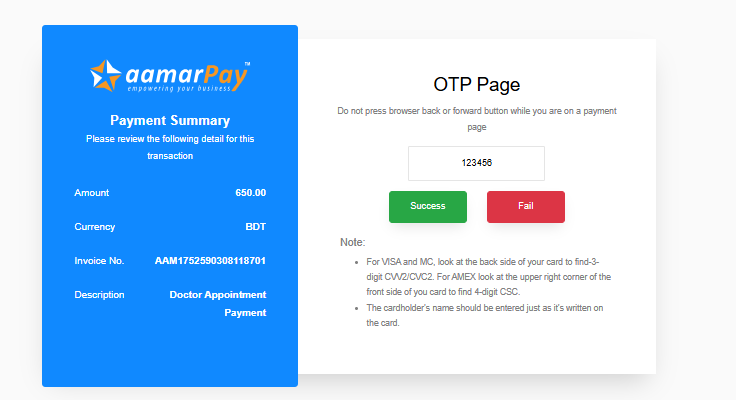 aamarPay™
empowering your business
Payment Summary
Please review the following detail for this
transaction
Amount 650.00
Currency BDT
Invoice No. AAM1752590308118701
Description Doctor Appointment
Payment
OTP Page
Do not press browser back or forward button while you are on a payment
page
123456
Success Fail
Note:
• For VISA and MC, look at the back side of your card to find-3-
digit CVV2/CVC2. For AMEX look at the upper right corner of the
front side of you card to find 4-digit CSC.
• The cardholder's name should be entered just as it's written on
the card.